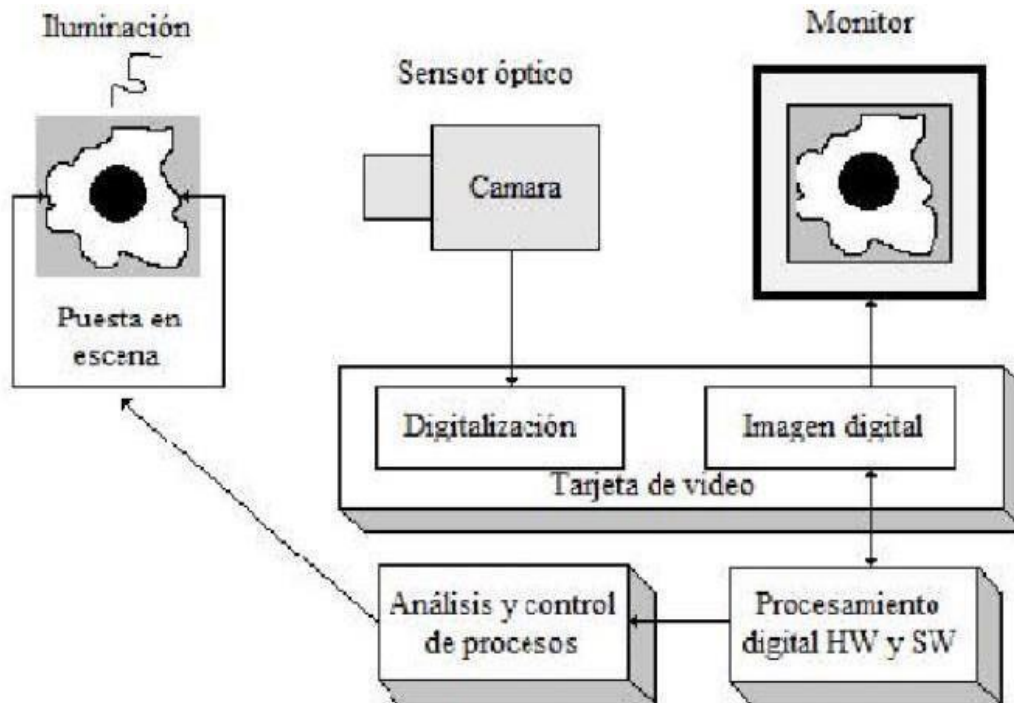 Iluminación
Monitor
Sensor óptico
Camara
Puesta en
escena
Digitalización
Imagen digital
Tarjeta de vídeo
Análisis y control
de procesos
Procesamiento
digital HW y SW